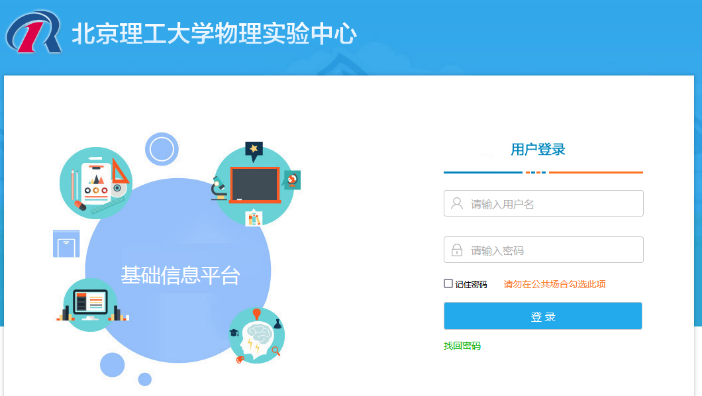 北京理工大学物理实验中心
基础信息平台
用户登录
请输入用户名
请输入密码
记住密码 请勿在公共场合勾选此项
登 录
找回密码